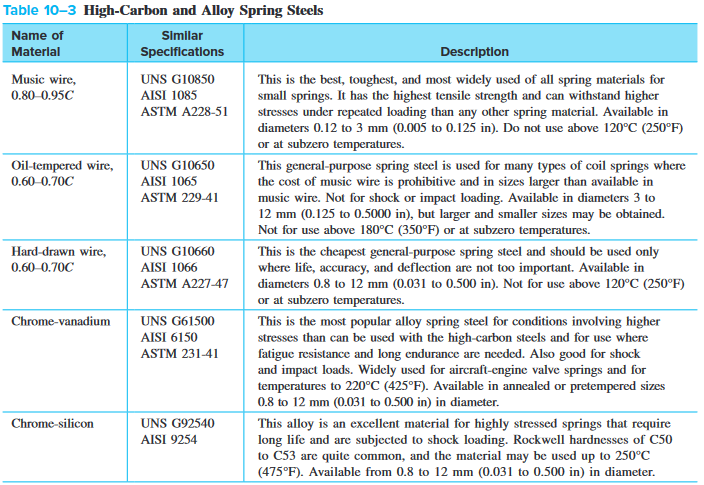 Table 10–3 High-Carbon and Alloy Spring Steels
Name of Material
Similar Specifications
Description
Music wire,
0.80–0.95C
UNS G10850
AISI 1085
ASTM A228-51
This is the best, toughest, and most widely used of all spring materials for
small springs. It has the highest tensile strength and can withstand higher
stresses under repeated loading than any other spring material. Available in
diameters 0.12 to 3 mm (0.005 to 0.125 in). Do not use above 120°C (250°F)
or at subzero temperatures.
Oil-tempered wire,
0.60–0.70C
UNS G10650
AISI 1065
ASTM 229-41
This general-purpose spring steel is used for many types of coil springs where
the cost of music wire is prohibitive and in sizes larger than available in
music wire. Not for shock or impact loading. Available in diameters 3 to
12 mm (0.125 to 0.5000 in), but larger and smaller sizes may be obtained.
Not for use above 180°C (350°F) or at subzero temperatures.
Hard-drawn wire,
0.60–0.70C
UNS G10660
AISI 1066
ASTM A227-47
This is the cheapest general-purpose spring steel and should be used only
where life, accuracy, and deflection are not too important. Available in
diameters 0.8 to 12 mm (0.031 to 0.500 in). Not for use above 120°C (250°F)
or at subzero temperatures.
Chrome-vanadium
UNS G61500
AISI 6150
ASTM 231-41
This is the most popular alloy spring steel for conditions involving higher
stresses than can be used with the high-carbon steels and for use where
fatigue resistance and long endurance are needed. Also good for shock
and impact loads. Widely used for aircraft-engine valve springs and for
temperatures to 220°C (425°F). Available in annealed or pretempered sizes
0.8 to 12 mm (0.031 to 0.500 in) in diameter.
Chrome-silicon
UNS G92540
AISI 9254
This alloy is an excellent material for highly stressed springs that require
long life and are subjected to shock loading. Rockwell hardnesses of C50
to C53 are quite common, and the material may be used up to 250°C
(475°F). Available from 0.8 to 12 mm (0.031 to 0.500 in) in diameter.